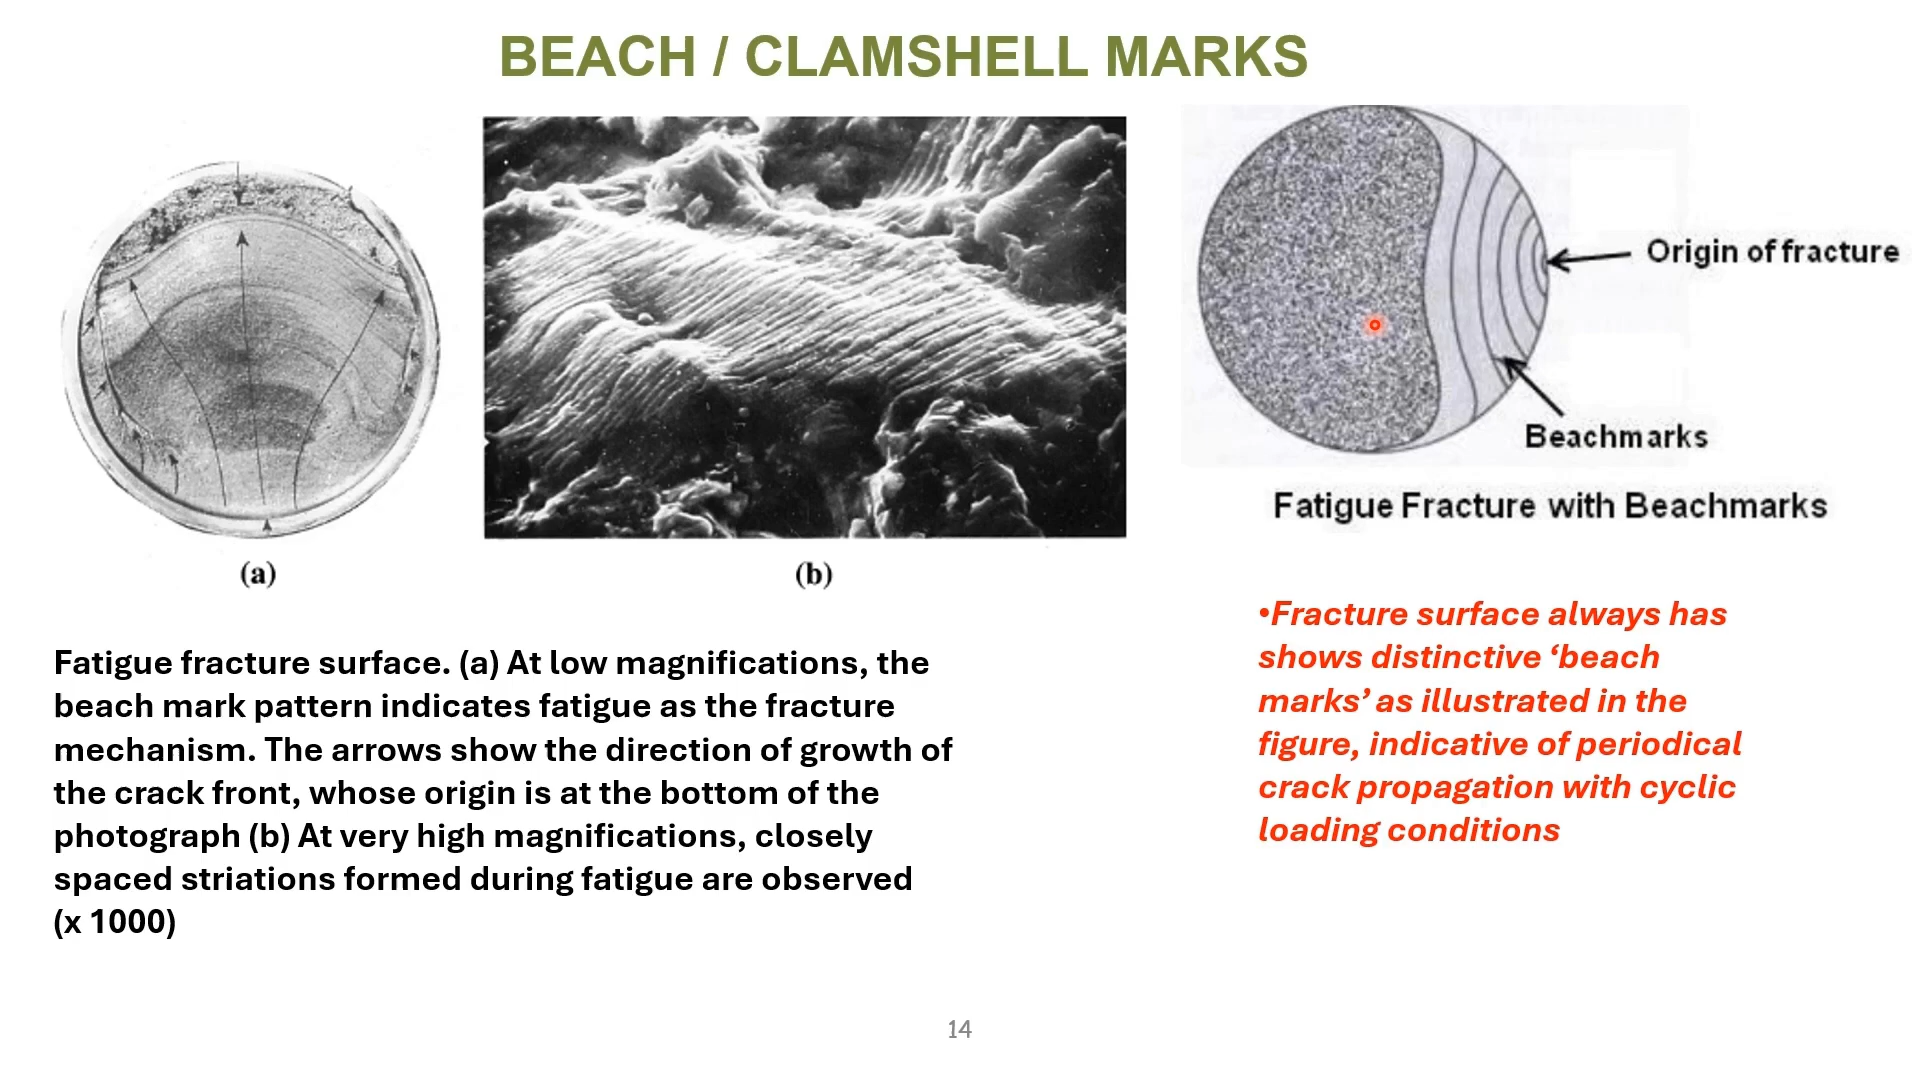 BEACH / CLAMSHELL MARKS
Origin of fracture
Beachmarks
Fatigue Fracture with Beachmarks
(a)
(b)
Fatigue fracture surface. (a) At low magnifications, the
beach mark pattern indicates fatigue as the fracture
mechanism. The arrows show the direction of growth of
the crack front, whose origin is at the bottom of the
photograph (b) At very high magnifications, closely
spaced striations formed during fatigue are observed
(x 1000)
•Fracture surface always has
shows distinctive ‘beach
marks’ as illustrated in the
figure, indicative of periodical
crack propagation with cyclic
loading conditions
14